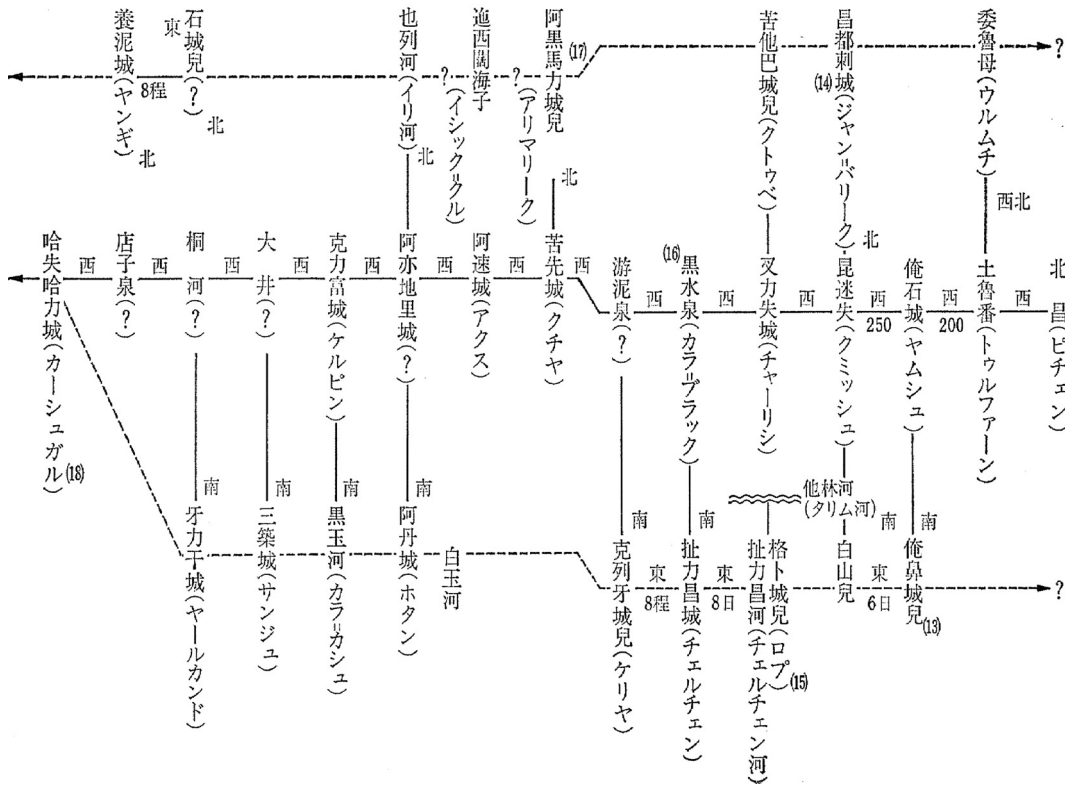 委魯母(ウルムチ)
?
昌都剌城(ジャン゠バリーク)・昆迷失(クミッシュ)
(14)
苦他巴城兒(クトゥベ)
阿黒馬力城兒
(17)
?(アリマリーク)
迤西闊海子
?(イシック゠クル)
也列河(イリ河)
石城兒(?)
東
北
8程
養泥城(ヤンギ)
北
西北
北
北
北
北昌(ピチェン)
西
土魯番(トゥルファーン)
西
200
俺石城(ヤムシュ)
西
250
西
叉力失城(チャーリシ)
西
黒水泉(カラ゠ブラック)
(16)
西
游泥泉(?)
西
苦先城(クチャ)
西
阿速城(アクス)
西
阿亦地里城(?)
西
克力富城(ケルピン)
西
大井(?)
西
桐河(?)
西
店子泉(?)
西
哈失哈力城(カーシュガル)
(18)
南
俺鼻城兒
(13)
?
東
6日
南
白山兒
他林河
(タリム河)
格卜城兒(ロプ)
(15)
扯力昌河(チェルチェン河)
東
8日
南
扯力昌城(チェルチェン)
東
8程
南
克列牙城兒(ケリヤ)
白玉河
南
阿丹城(ホタン)
南
黒玉河(カラ゠カシュ)
南
三築城(サンジュ)
南
牙力干城(ヤールカンド)